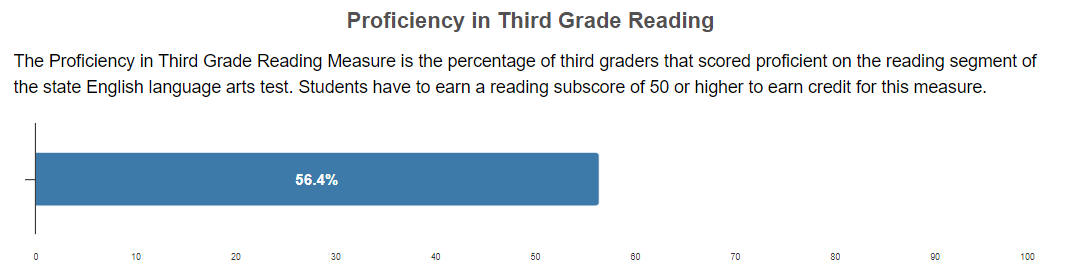 Proficiency in Third Grade Reading
The Proficiency in Third Grade Reading Measure is the percentage of third graders that scored proficient on the reading segment of
the state English language arts test. Students have to earn a reading subscore of 50 or higher to earn credit for this measure.
56.4%
0 10 20 30 40 50 60 70 80 90 100